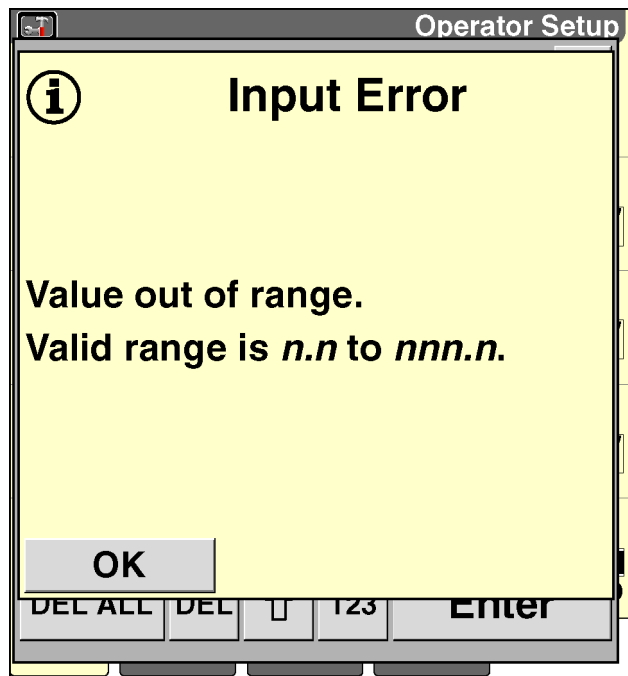 Operator Setup
Input Error
Value out of range.
Valid range is n.n to nnn.n.
OK
DEL ALL DEL 123 Enter